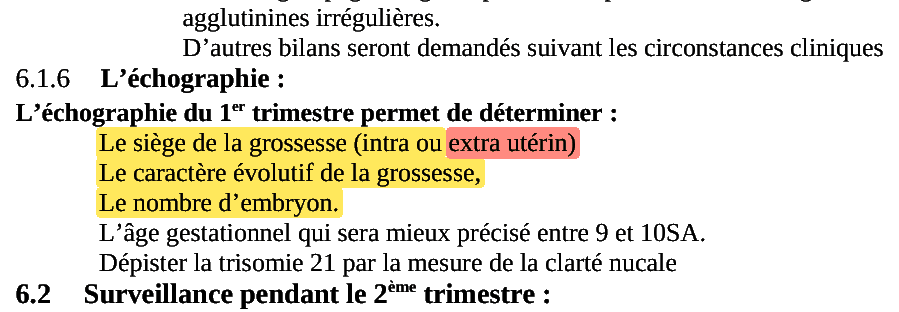 agglutinines irrégulières.
D’autres bilans seront demandés suivant les circonstances cliniques
6.1.6 L’échographie :
L’échographie du 1er trimestre permet de déterminer :
Le siège de la grossesse (intra ou extra utérin)
Le caractère évolutif de la grossesse,
Le nombre d’embryon.
L’âge gestationnel qui sera mieux précisé entre 9 et 10SA.
Dépister la trisomie 21 par la mesure de la clarté nucale
6.2 Surveillance pendant le 2ème trimestre :